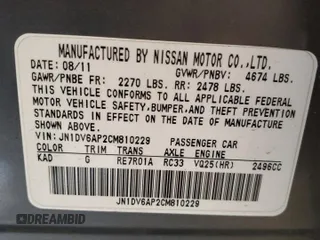 MANUFACTURED BY NISSAN MOTOR CO.,LTD.
DATE: 08/11 GVWR/PNBV: 4674 LBS.
GAWR/PNBE FR: 2270 LBS. RR: 2478 LBS.
THIS VEHICLE CONFORMS TO ALL APPLICABLE FEDERAL
MOTOR VEHICLE SAFETY,BUMPER,AND THEFT PREVENTION
STANDARDS IN EFFECT ON THE DATE OF MANUFACTURE
SHOWN ABOVE.
VIN: JN1DV6AP2CM810229 PASSENGER CAR
COLOR TRIM TRANS AXLE ENGINE
KAD G RE7R01A RC33 VQ25(HR) 2496CC
JN1DV6AP2CM810229
©DREAMBID